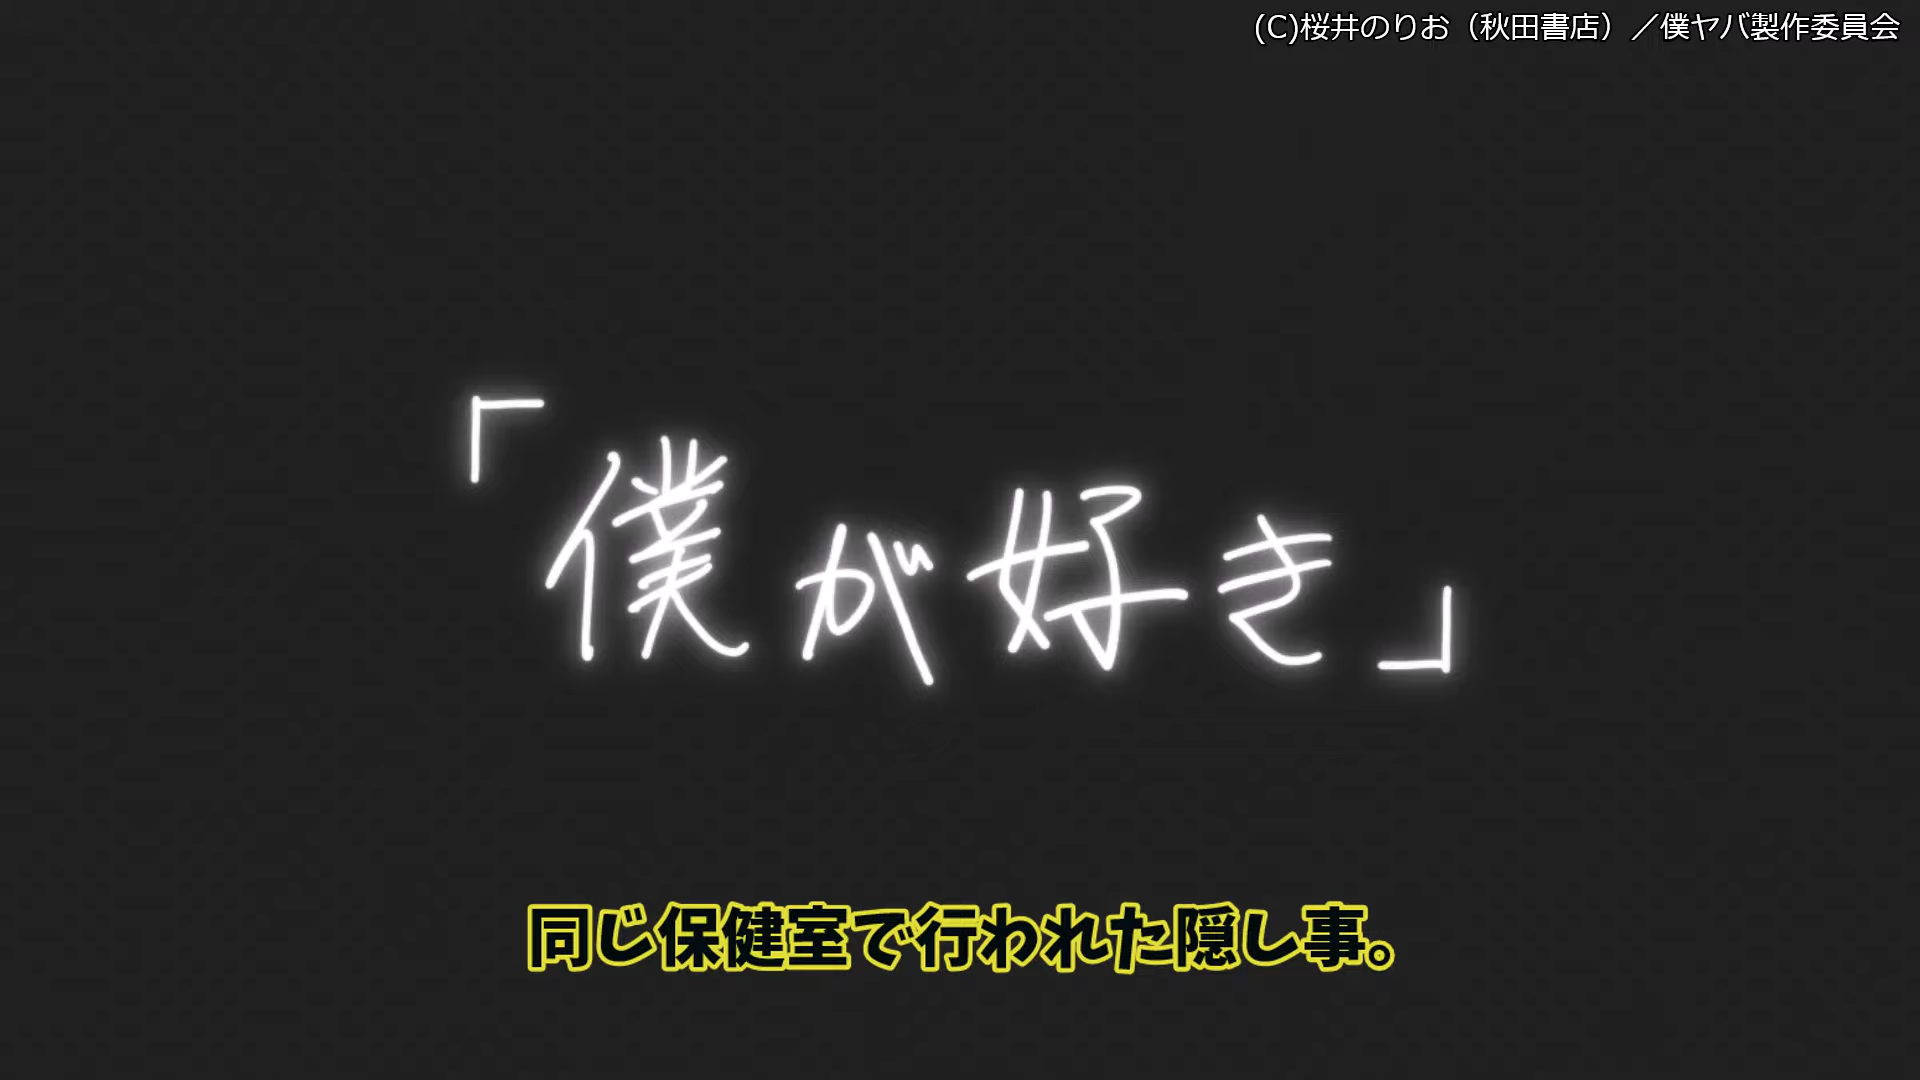 (C)桜井のりお（秋田書店）／僕ヤバ製作委員会
「僕が好き」
同じ保健室で行われた隠し事。